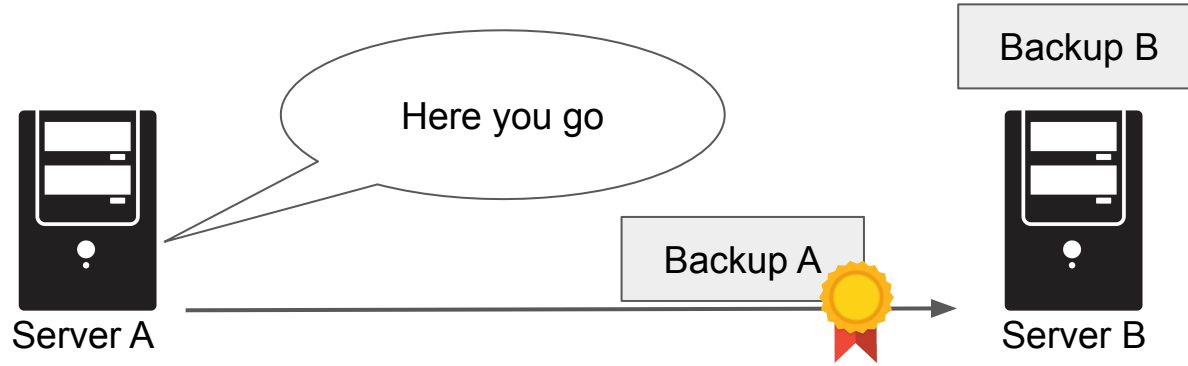 Backup B
Here you go
Backup A
Server A
Server B